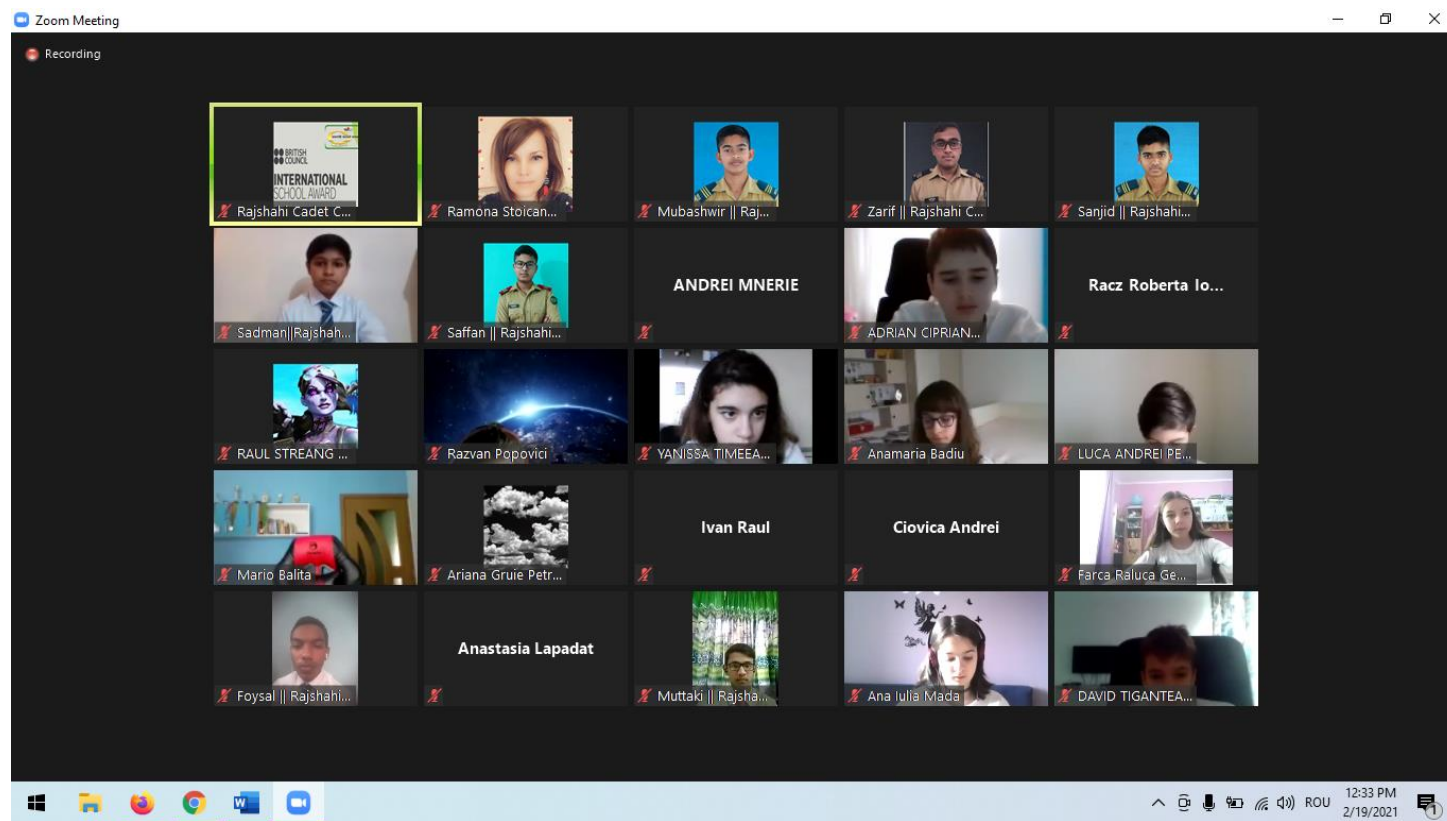 Zoom Meeting
Recording
BRITISH
COUNCIL
INTERNATIONAL
SCHOOL AWARD
Rajshahi Cadet C...
Ramona Stoican...
Mubashwir || Raj...
Zarif || Rajshahi C...
Sanjid || Rajshahi...
Sadman||Rajshah...
Saffan || Rajshahi...
ANDREI MNERIE
ADRIAN CIPRIAN...
Racz Roberta Io...
RAUL STREANG ...
Razvan Popovici
YANISSA TIMEEA...
Anamaria Badiu
LUCA ANDREI PE...
Mario Balita
Ariana Gruie Petr...
Ivan Raul
Ciovica Andrei
Farca Raluca Ge...
Foysal || Rajshahi...
Anastasia Lapadat
Muttaki || Rajsha...
Ana Iulia Mada
DAVID TIGANTEA...
ROU
12:33 PM
2/19/2021
1